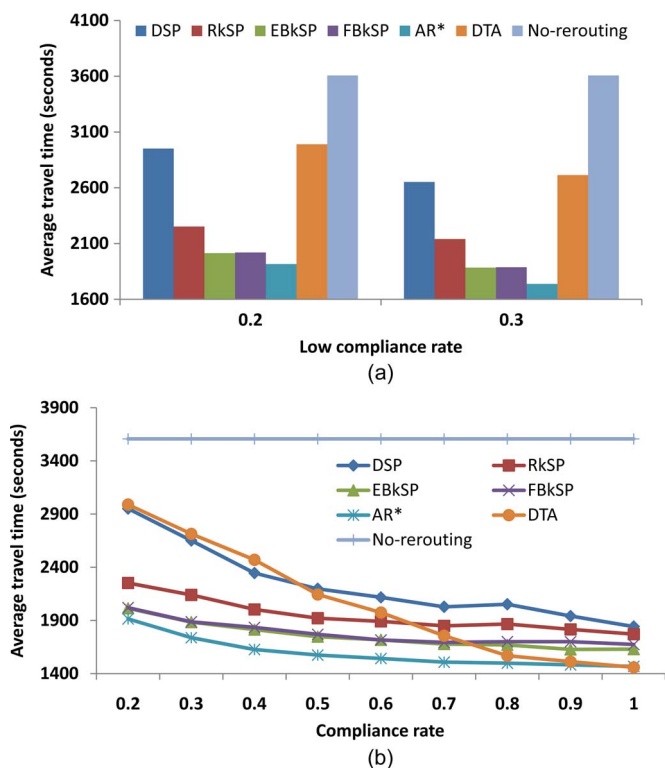 4100
3600
3100
2600
2100
1600
Average travel time (seconds)
DSP RkSP EBkSP FBkSP AR* DTA No-rerouting
0.2 0.3
Low compliance rate
(a)
3900
3400
2900
2400
1900
1400
Average travel time (seconds)
DSP RkSP
EBkSP FBkSP
AR* DTA
No-rerouting
0.2 0.3 0.4 0.5 0.6 0.7 0.8 0.9 1
Compliance rate
(b)